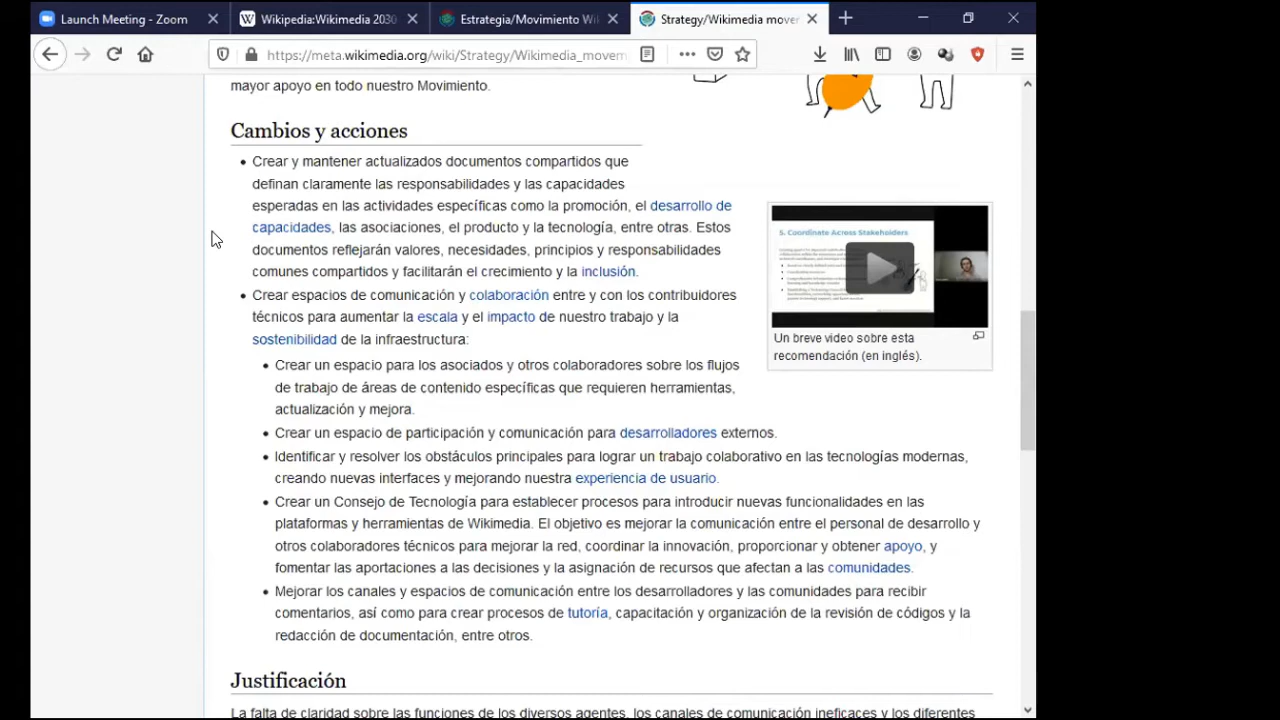 Launch Meeting - Zoom
Wikipedia:Wikimedia 2030
Estrategia/Movimiento Wi
Strategy/Wikimedia mover
https://meta.wikimedia.org/wiki/Strategy/Wikimedia_movem
mayor apoyo en todo nuestro Movimiento.
Cambios y acciones
Crear y mantener actualizados documentos compartidos que
definan claramente las responsabilidades y las capacidades
esperadas en las actividades específicas como la promoción, el desarrollo de
capacidades, las asociaciones, el producto y la tecnología, entre otras. Estos
documentos reflejarán valores, necesidades, principios y responsabilidades
comunes compartidos facilitarán el crecimiento y la inclusión.
Crear espacios de comunicación y colaboración entre y con los contribuidores
técnicos para aumentar la escala y el impacto de nuestro trabajo y la
sostenibilidad de la infraestructura:
Crear un espacio para los asociados y otros colaboradores sobre los flujos
de trabajo de áreas de contenido específicas que requieren herramientas,
actualización y mejora.
Crear un espacio de participación y comunicación para desarrolladores externos.
Identificar y resolver los obstáculos principales para lograr un trabajo colaborativo en las tecnologías modernas,
creando nuevas interfaces y mejorando nuestra experiencia de usuario.
Crear un Consejo de Tecnología para establecer procesos para introducir nuevas funcionalidades en las
plataformas y herramientas de Wikimedia. El objetivo es mejorar la comunicación entre el personal de desarrollo y
otros colaboradores técnicos para mejorar la red, coordinar la innovación, proporcionar y obtener apoyo, y
fomentar las aportaciones a las decisiones y la asignación de recursos que afectan a las comunidades.
Mejorar los canales y espacios de comunicación entre los desarrolladores y las comunidades para recibir
comentarios, así como para crear procesos de tutoría, capacitación y organización de la revisión de códigos y la
redacción de documentación, entre otros.
5. Coordinate Across Stakeholders
Un breve video sobre esta
recomendación (en inglés).
Justificación
La falta de claridad sobre las funciones de los diversos agentes, los canales de comunicación ineficaces y los diferentes